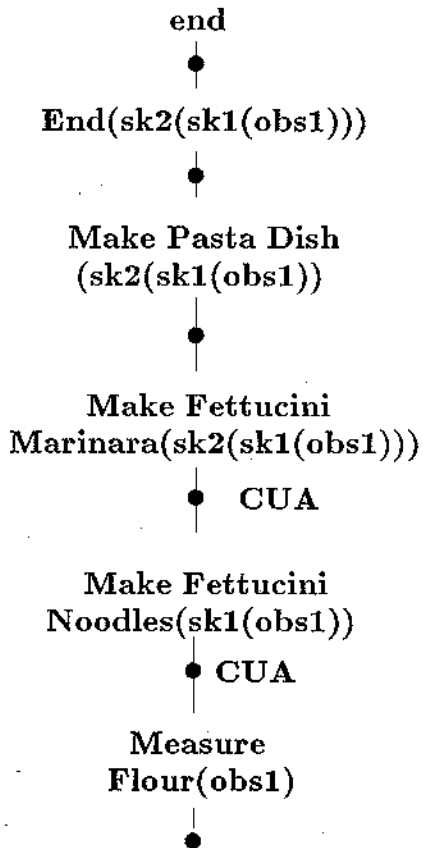 end
End(sk2(sk1(obs1)))
Make Pasta Dish
(sk2(sk1(obs1))
Make Fettucini
Marinara(sk2(sk1(obs1)))
CUA
Make Fettucini
Noodles(sk1(obs1))
CUA
Measure
Flour(obs1)